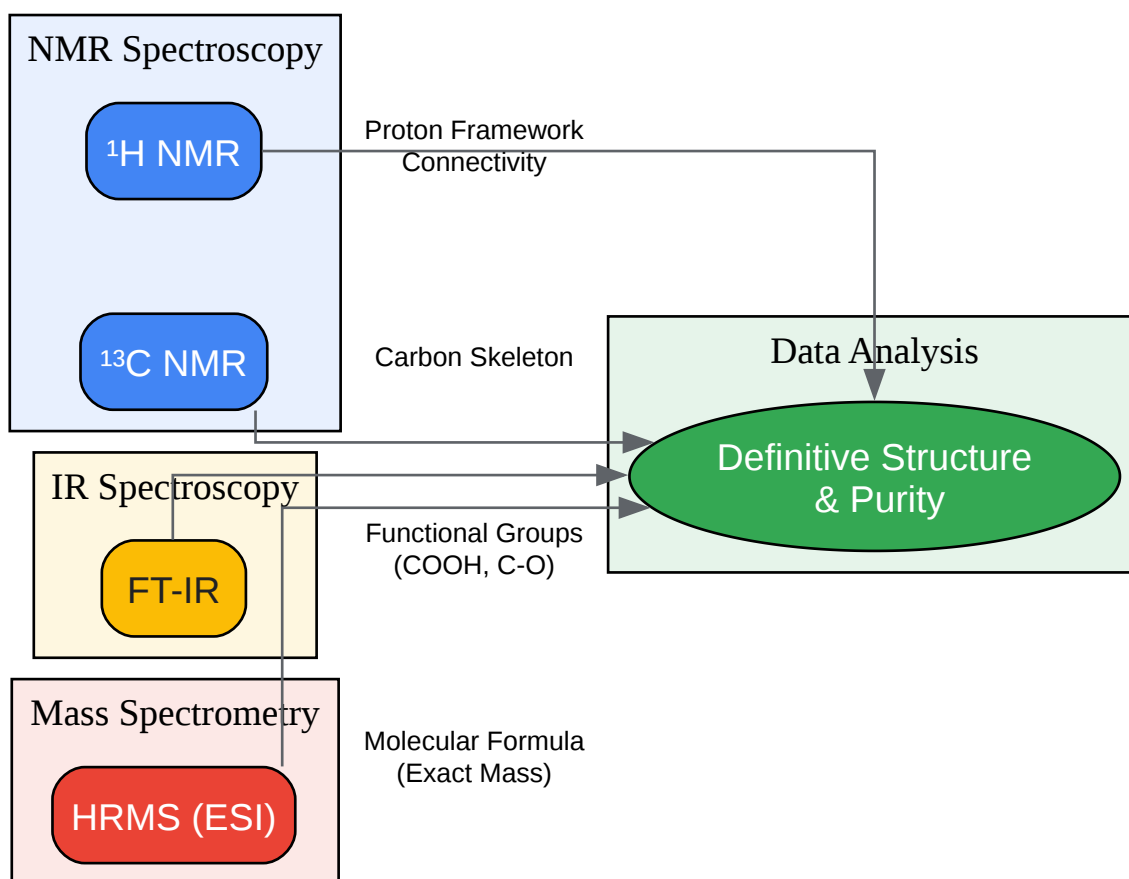 NMR Spectroscopy
¹H NMR
Proton Framework
Connectivity
¹³C NMR
Carbon Skeleton
Data Analysis
Definitive Structure
& Purity
IR Spectroscopy
FT-IR
Functional Groups
(COOH, C-O)
Mass Spectrometry
HRMS (ESI)
Molecular Formula
(Exact Mass)